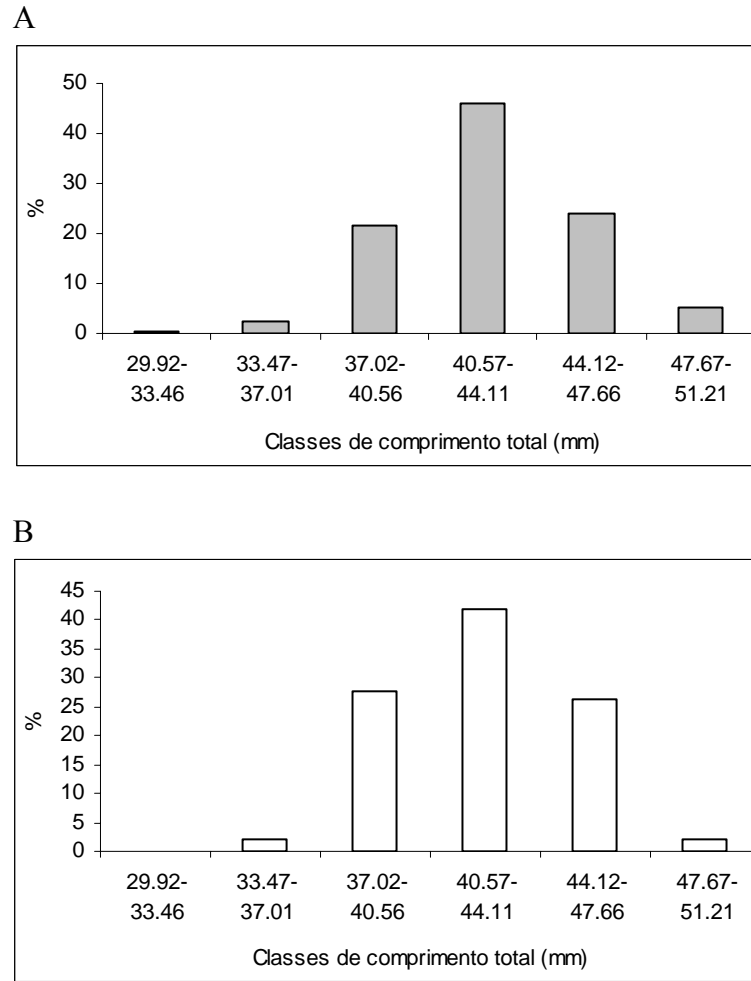 A
50
40
30
20
10
0
%
29.92- 33.47- 37.02- 40.57- 44.12- 47.67-
33.46 37.01 40.56 44.11 47.66 51.21
Classes de comprimento total (mm)
B
45
40
35
30
25
20
15
10
5
0
%
29.92- 33.47- 37.02- 40.57- 44.12- 47.67-
33.46 37.01 40.56 44.11 47.66 51.21
Classes de comprimento total (mm)